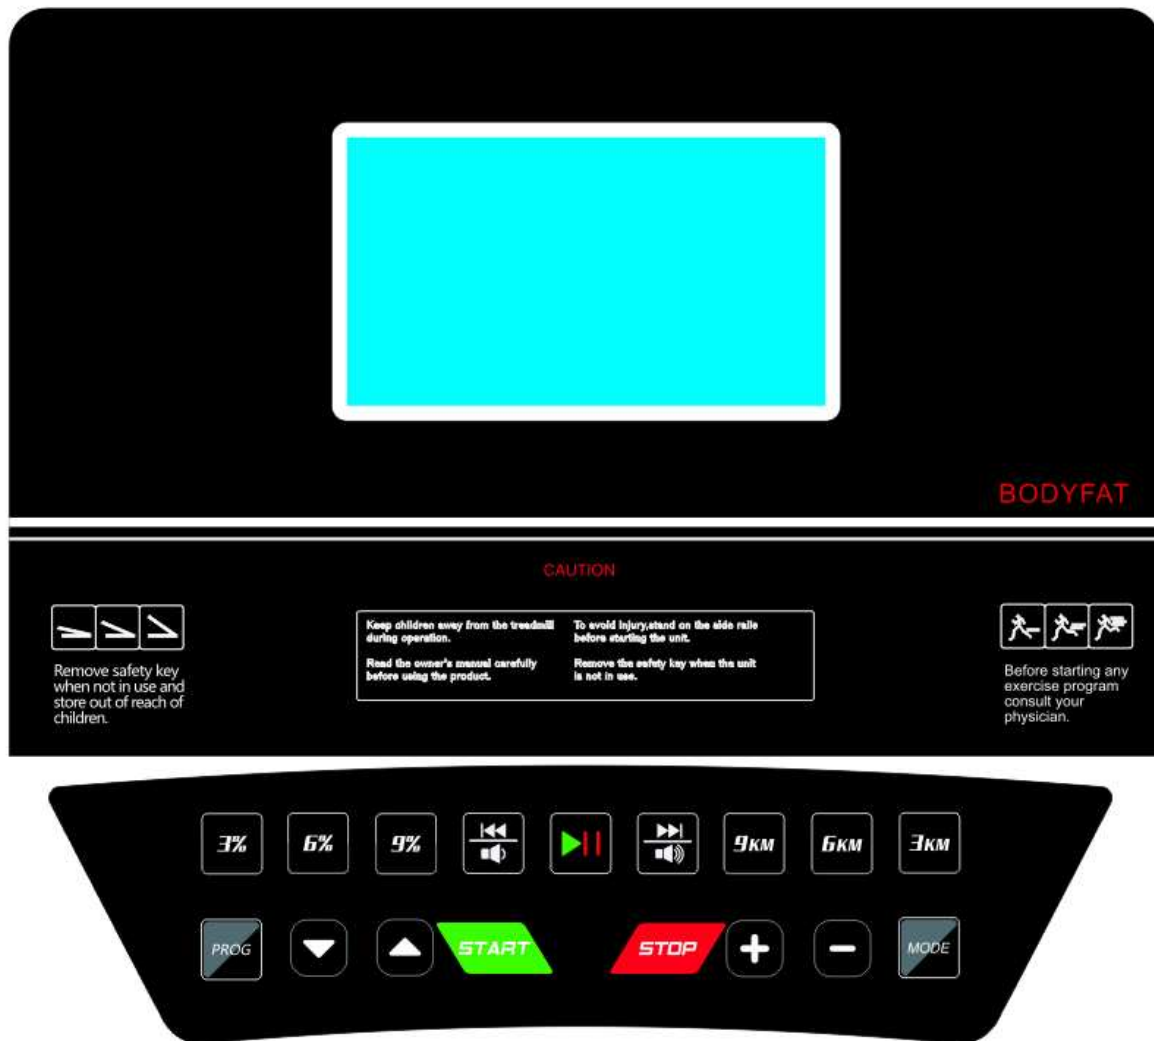 BODYFAT
CAUTION
Remove safety key
when not in use and
store out of reach of
children.
Keep children away from the treadmill
during operation.
Read the owner's manual carefully
before using the product.
To avoid injury,stand on the side rails
before starting the unit.
Remove the safety key when the unit
is not in use.
Before starting any
exercise program
consult your
physician.
3% 6% 9% 9KM 6KM 3KM
PROG START STOP MODE